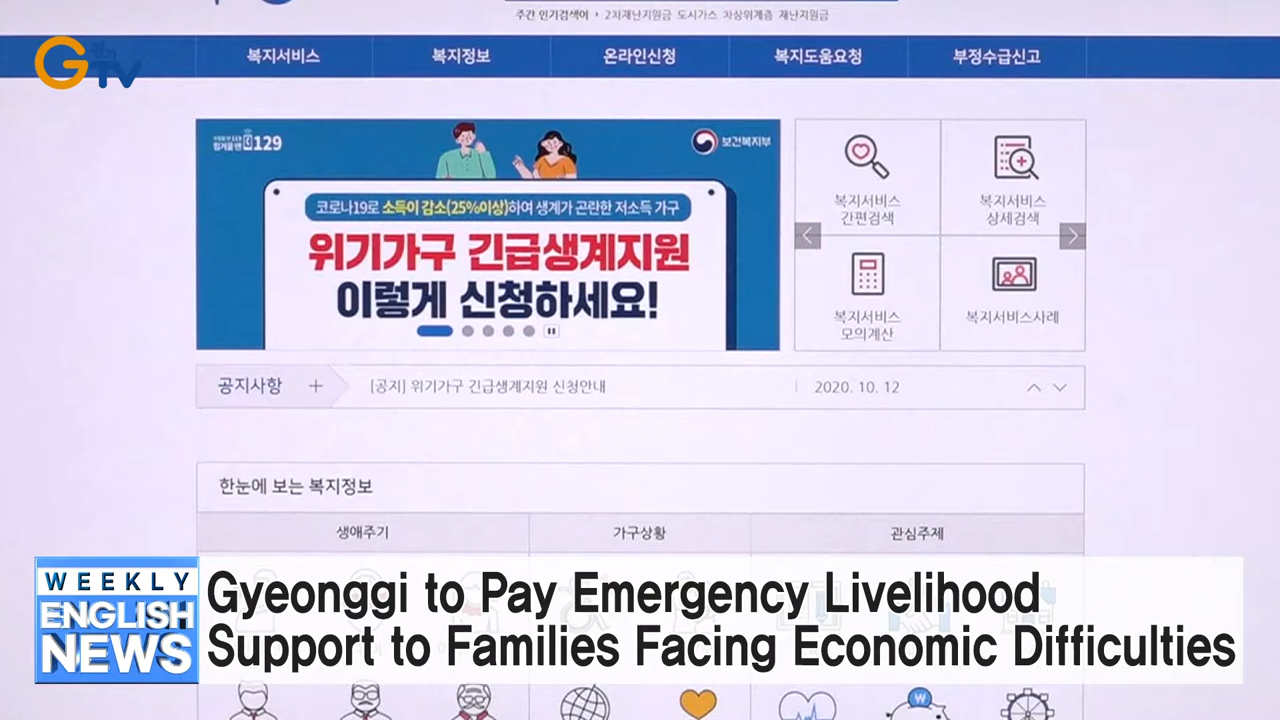 주간 인기검색어 • 2차재난지원금 도시가스 차상위계층 재난지원금
경기
GTV
복지서비스 복지정보 온라인신청 복지도움요청 부정수급신고
129
보건복지부
코로나19로 소득이 감소(25%이상)하여 생계가 곤란한 저소득 가구
위기가구 긴급생계지원
이렇게 신청하세요!
복지서비스
간편검색
복지서비스
상세검색
복지서비스
모의계산
복지서비스사례
공지사항 + [공지] 위기가구 긴급생계지원 신청안내 2020. 10. 12
한눈에 보는 복지정보
생애주기 가구상황 관심주제
WEEKLY
ENGLISH
NEWS
Gyeonggi to Pay Emergency Livelihood
Support to Families Facing Economic Difficulties
W